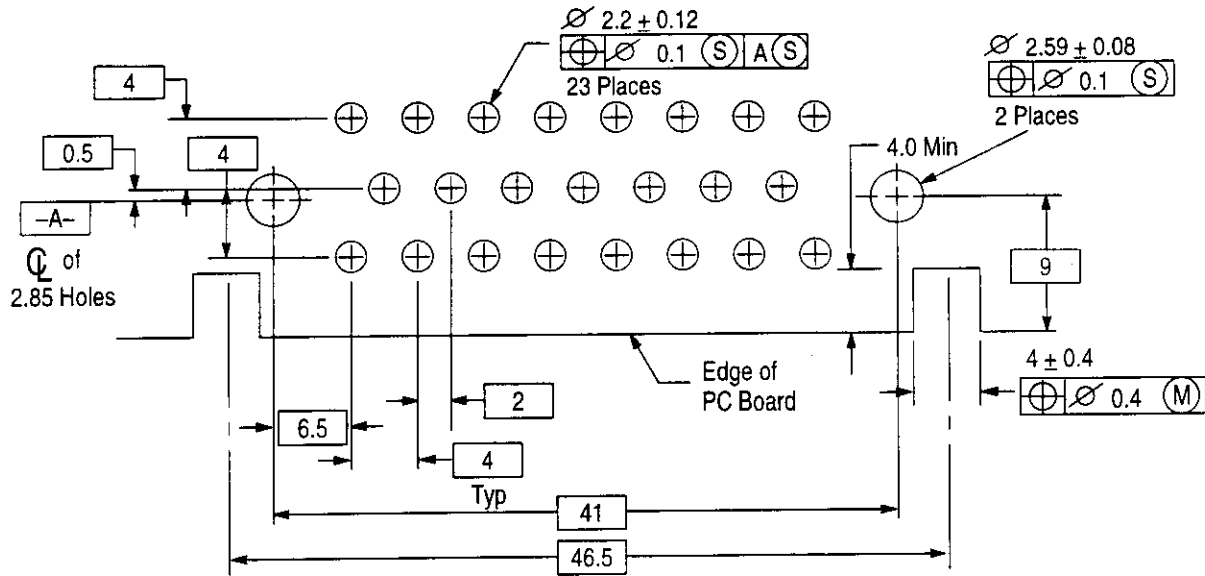 ⌀ 2.2 ± 0.12
⌖ ⌀ 0.1 Ⓢ A Ⓢ
23 Places
⌀ 2.59 ± 0.08
⌖ ⌀ 0.1 Ⓢ
2 Places
4
0.5
4
4.0 Min
–A–
℄ of
2.85 Holes
9
Edge of
PC Board
4 ± 0.4
⌖ ⌀ 0.4 Ⓜ
2
6.5
4
Typ
41
46.5